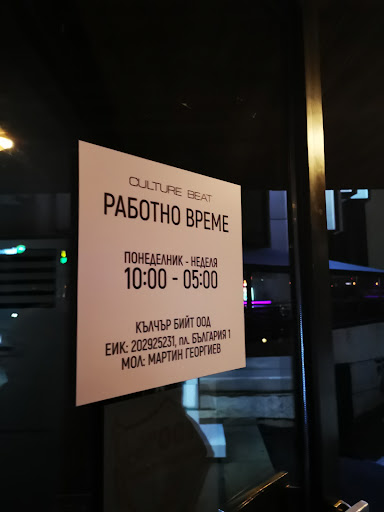 CULTURE BEAT
РАБОТНО ВРЕМЕ
ПОНЕДЕЛНИК - НЕДЕЛЯ
10:00 - 05:00
КЪЛЧЪР БИЙТ ООД
ЕИК: 202925231, пл. БЪЛГАРИЯ 1
МОЛ: МАРТИН ГЕОРГИЕВ